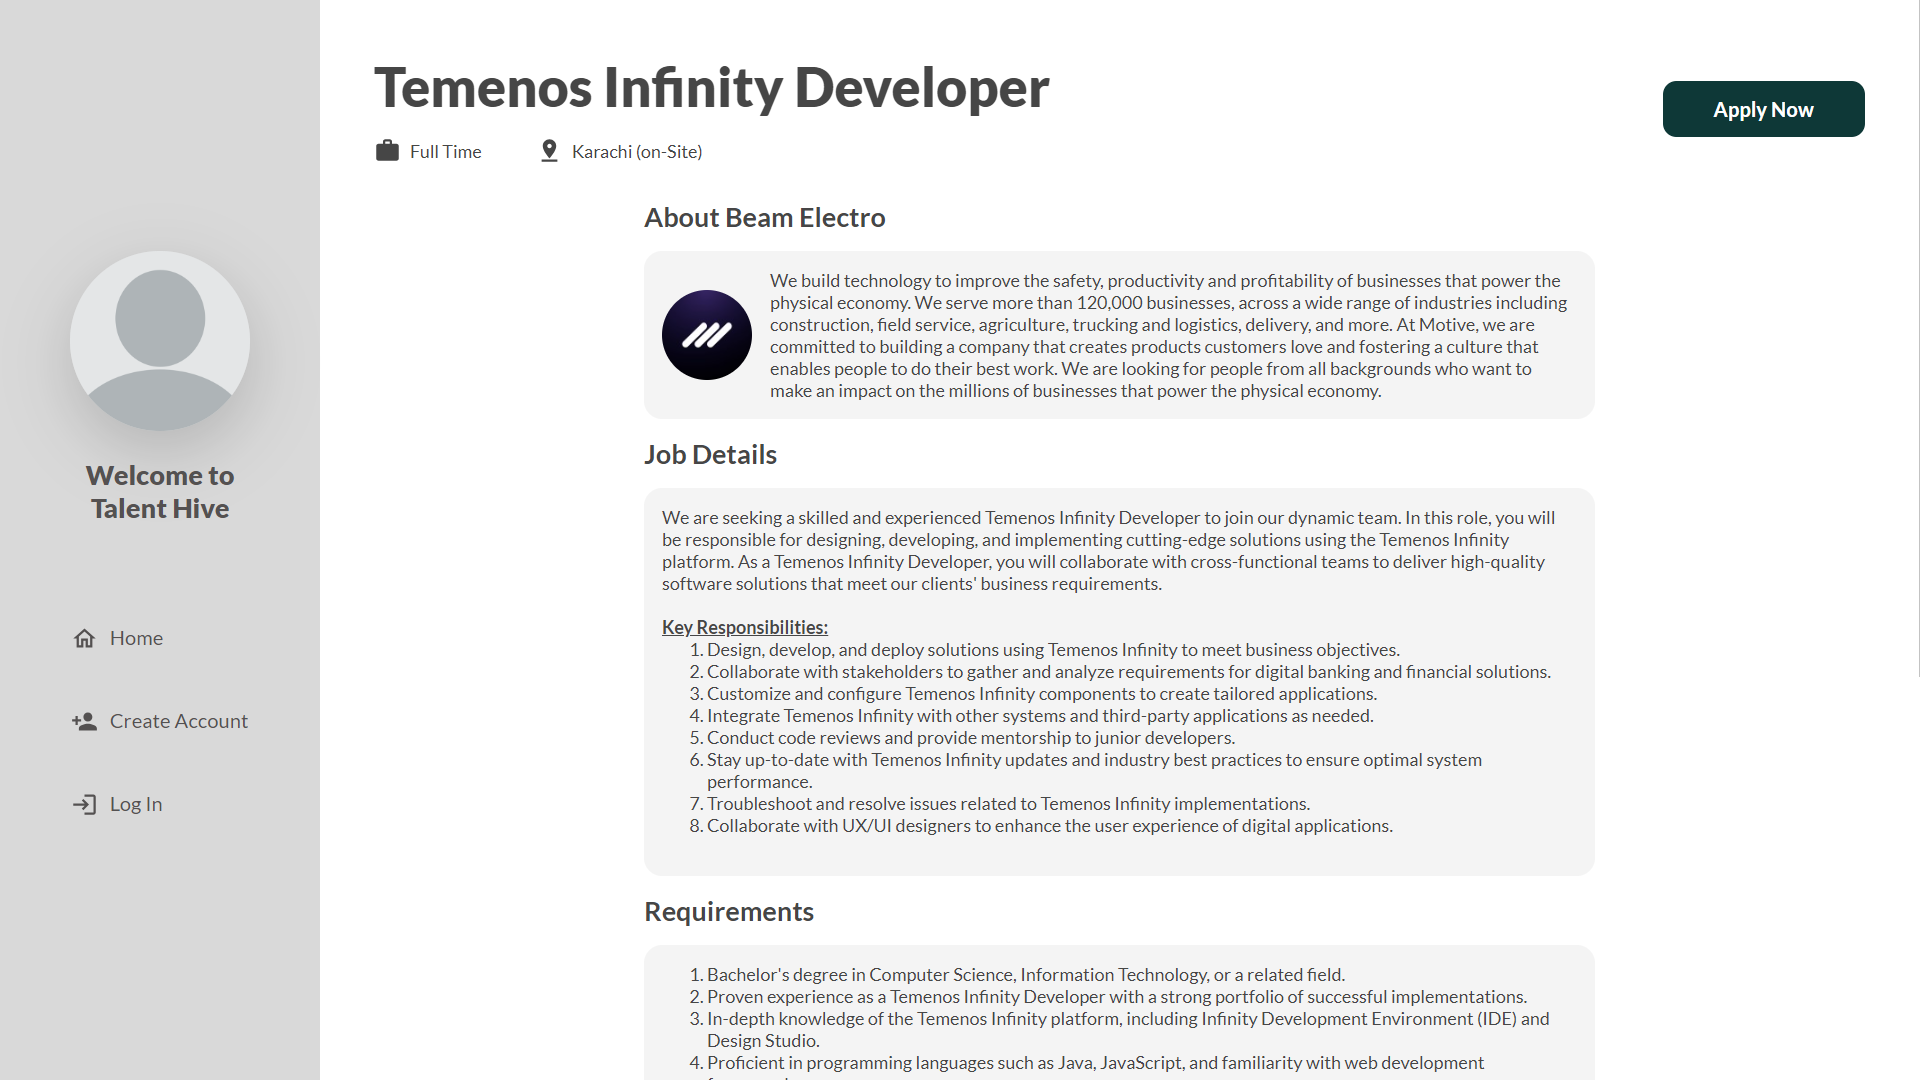 Temenos Infinity Developer
Apply Now
Full Time
Karachi (on-Site)
Welcome to
Talent Hive
Home
Create Account
Log In
About Beam Electro
We build technology to improve the safety, productivity and profitability of businesses that power the
physical economy. We serve more than 120,000 businesses, across a wide range of industries including
construction, field service, agriculture, trucking and logistics, delivery, and more. At Motive, we are
committed to building a company that creates products customers love and fostering a culture that
enables people to do their best work. We are looking for people from all backgrounds who want to
make an impact on the millions of businesses that power the physical economy.
Job Details
We are seeking a skilled and experienced Temenos Infinity Developer to join our dynamic team. In this role, you will
be responsible for designing, developing, and implementing cutting-edge solutions using the Temenos Infinity
platform. As a Temenos Infinity Developer, you will collaborate with cross-functional teams to deliver high-quality
software solutions that meet our clients' business requirements.
Key Responsibilities:
1. Design, develop, and deploy solutions using Temenos Infinity to meet business objectives.
2. Collaborate with stakeholders to gather and analyze requirements for digital banking and financial solutions.
3. Customize and configure Temenos Infinity components to create tailored applications.
4. Integrate Temenos Infinity with other systems and third-party applications as needed.
5. Conduct code reviews and provide mentorship to junior developers.
6. Stay up-to-date with Temenos Infinity updates and industry best practices to ensure optimal system
performance.
7. Troubleshoot and resolve issues related to Temenos Infinity implementations.
8. Collaborate with UX/UI designers to enhance the user experience of digital applications.
Requirements
1. Bachelor's degree in Computer Science, Information Technology, or a related field.
2. Proven experience as a Temenos Infinity Developer with a strong portfolio of successful implementations.
3. In-depth knowledge of the Temenos Infinity platform, including Infinity Development Environment (IDE) and
Design Studio.
4. Proficient in programming languages such as Java, JavaScript, and familiarity with web development